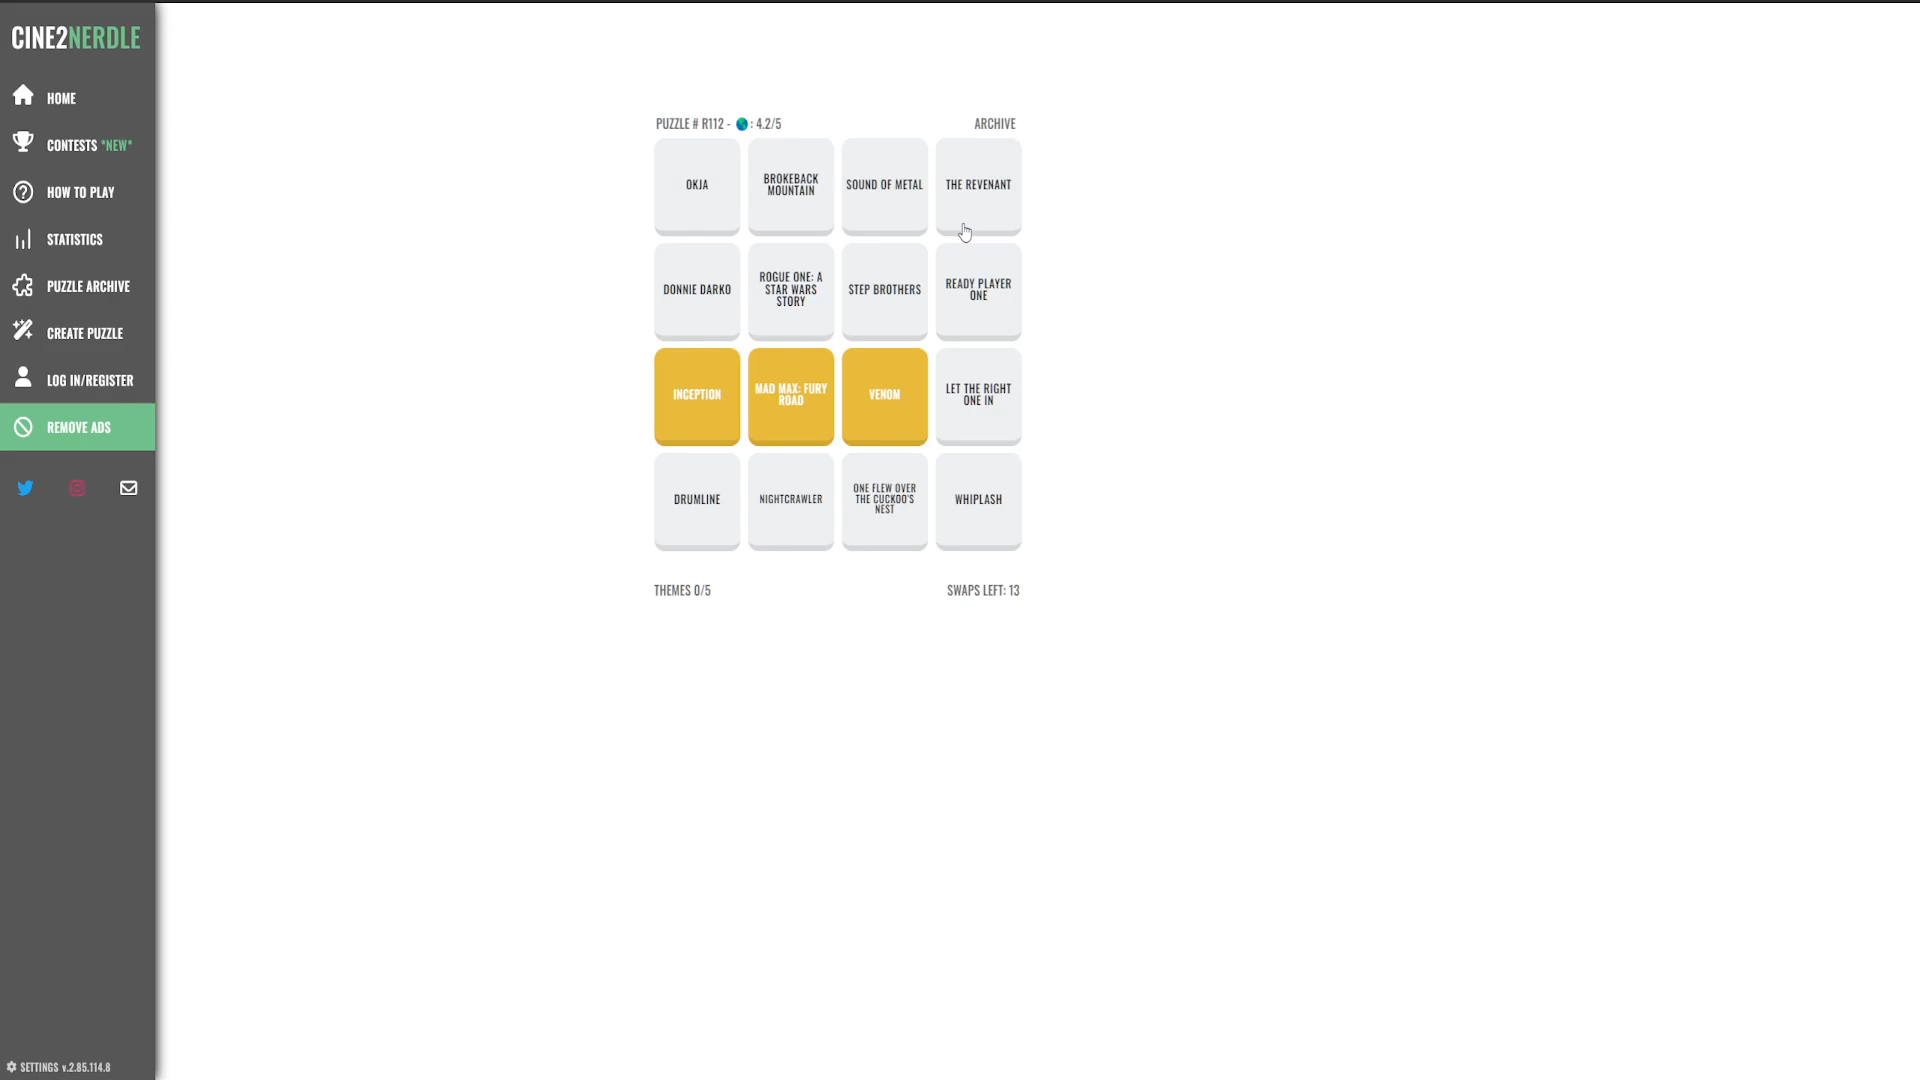 CINE2NERDLE
HOME
CONTESTS *NEW*
HOW TO PLAY
STATISTICS
PUZZLE ARCHIVE
CREATE PUZZLE
LOG IN/REGISTER
REMOVE ADS
SETTINGS v.2.85.114.8
PUZZLE # R112 - 🌎: 4.2/5
ARCHIVE
OKJA
BROKEBACK
MOUNTAIN
SOUND OF METAL
THE REVENANT
DONNIE DARKO
ROGUE ONE: A
STAR WARS
STORY
STEP BROTHERS
READY PLAYER
ONE
INCEPTION
MAD MAX: FURY
ROAD
VENOM
LET THE RIGHT
ONE IN
DRUMLINE
NIGHTCRAWLER
ONE FLEW OVER
THE CUCKOO'S
NEST
WHIPLASH
THEMES 0/5
SWAPS LEFT: 13